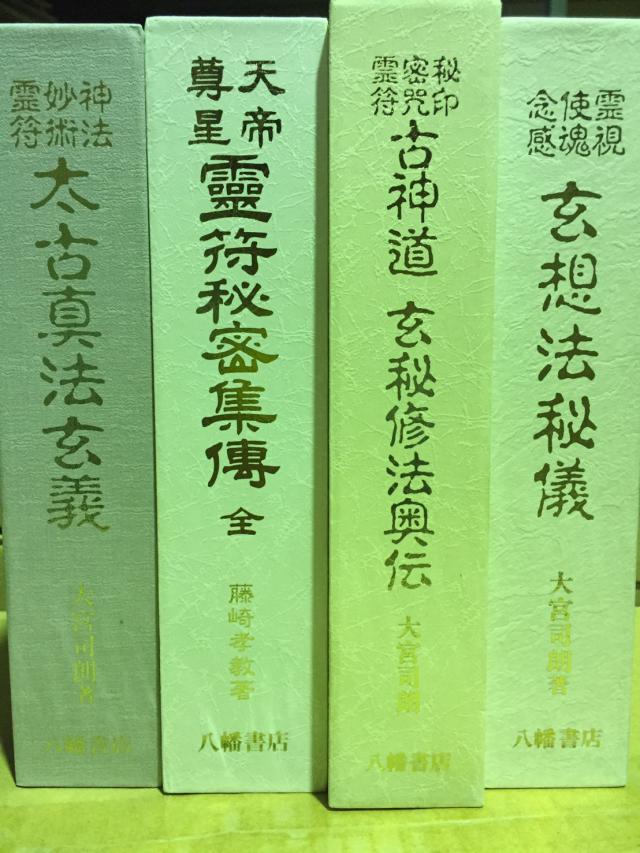 神法
妙術
霊符
太古真法玄義
大宮司朗著
八幡書店
天帝
尊星
靈符秘密集傳 全
藤崎孝教著
八幡書店
秘印
密咒
霊符
古神道 玄秘修法奥伝
大宮司朗
八幡書店
霊視
使魂
念感
玄想法秘儀
大宮司朗著
八幡書店